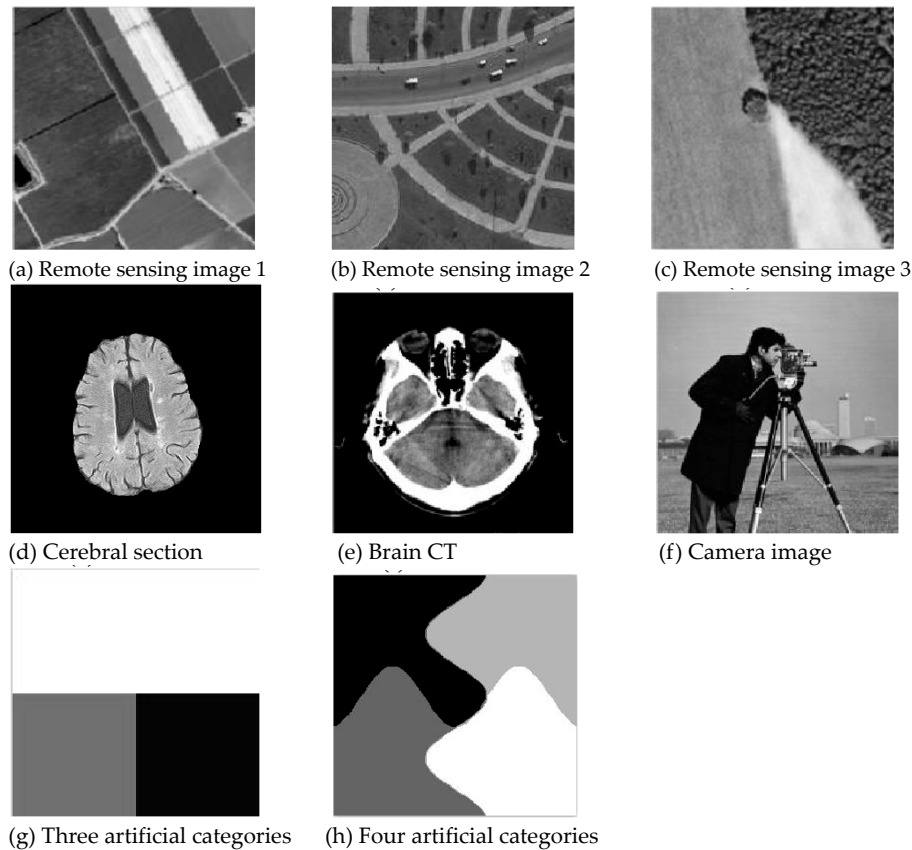 (a) Remote sensing image 1
(b) Remote sensing image 2
(c) Remote sensing image 3
(d) Cerebral section
(e) Brain CT
(f) Camera image
(g) Three artificial categories
(h) Four artificial categories